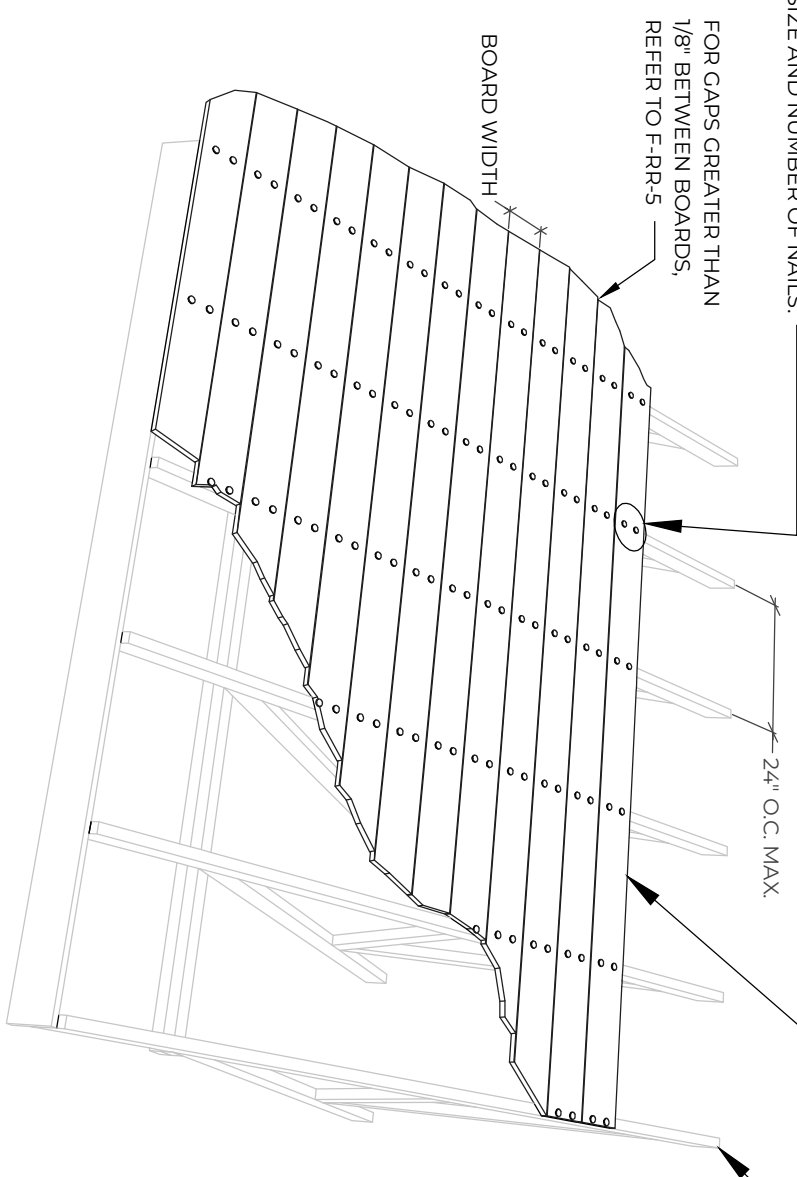 SIZE AND NUMBER OF NAILS.
FOR GAPS GREATER THAN
1/8" BETWEEN BOARDS,
REFER TO F-RR-5
BOARD WIDTH
24" O.C. MAX.